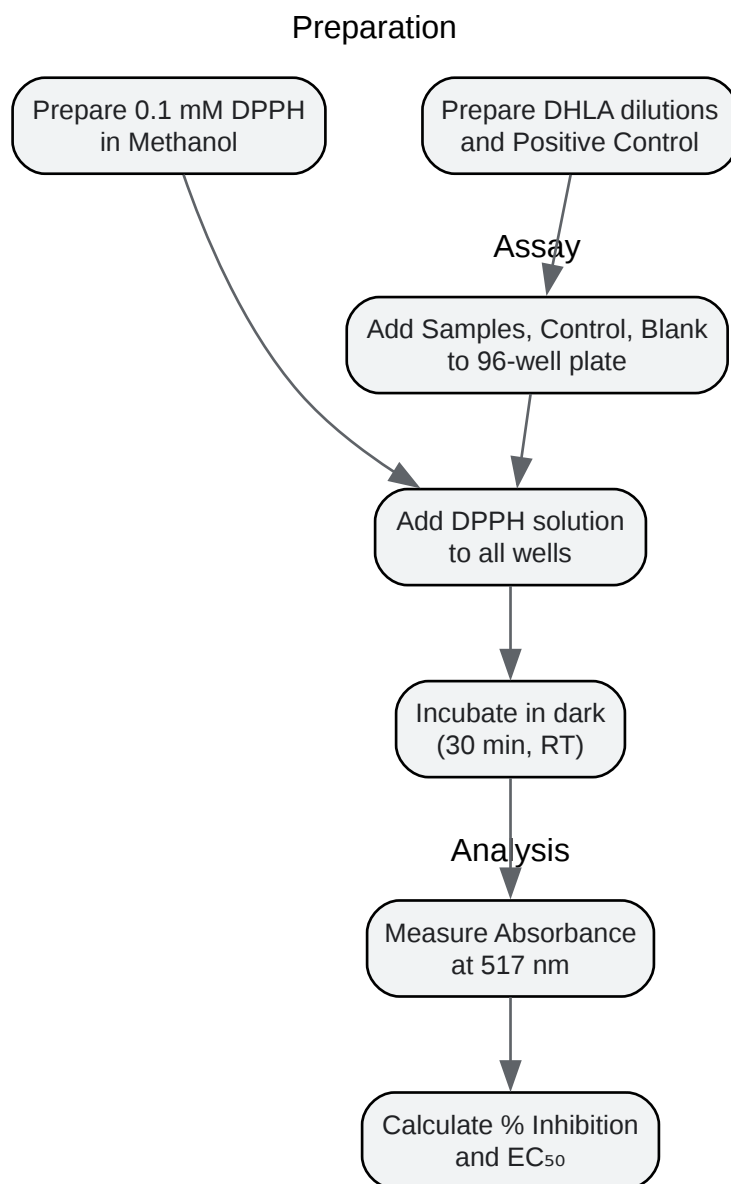 Preparation
Prepare 0.1 mM DPPH
in Methanol
Prepare DHLA dilutions
and Positive Control
Assay
Add Samples, Control, Blank
to 96-well plate
Add DPPH solution
to all wells
Incubate in dark
(30 min, RT)
Analysis
Measure Absorbance
at 517 nm
Calculate % Inhibition
and EC₅₀